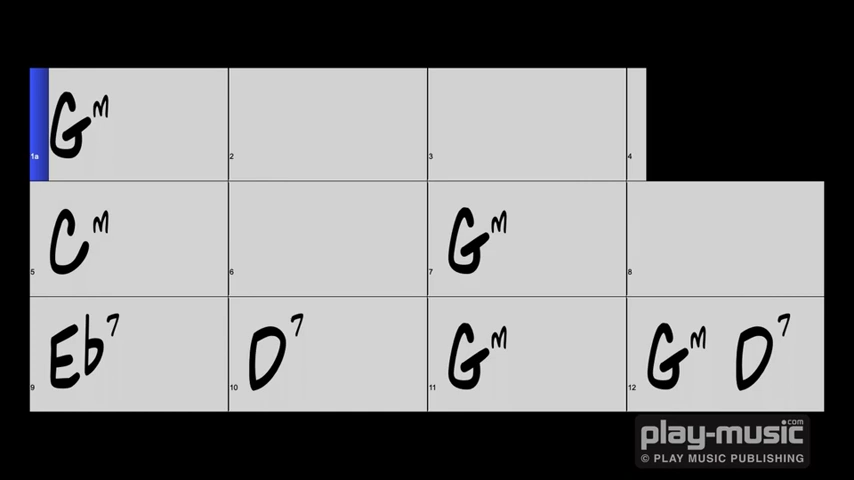 Gm
1a 2 3 4
Cm Gm
5 6 7 8
Eb7 D7 Gm Gm D7
9 10 11 12
play-music.com
© PLAY MUSIC PUBLISHING